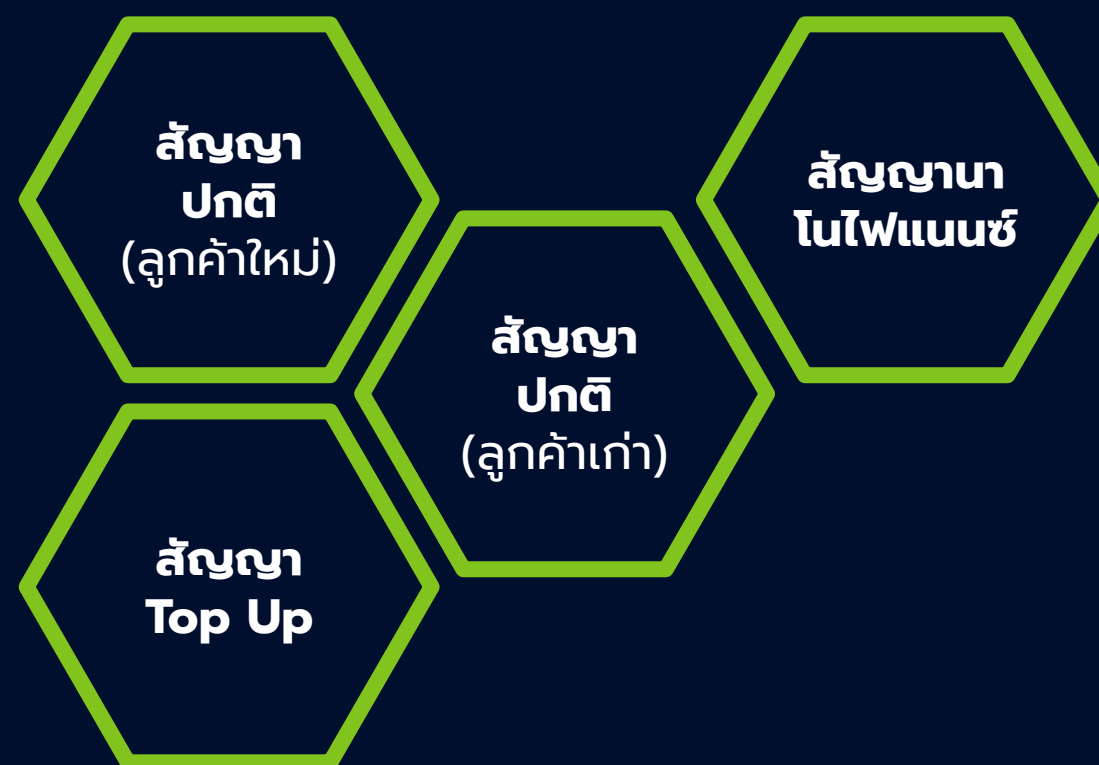 สัญญา
ปกติ
(ลูกค้าใหม่)
สัญญา
ปกติ
(ลูกค้าเก่า)
สัญญานา
โนไฟแนนซ์
สัญญา
Top Up